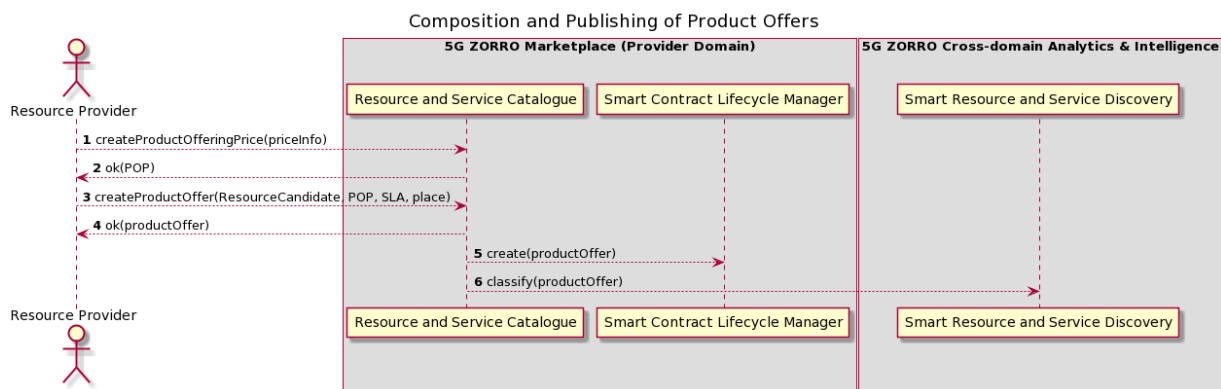 Composition and Publishing of Product Offers
5G ZORRO Marketplace (Provider Domain)
5G ZORRO Cross-domain Analytics & Intelligence
Resource Provider
Resource and Service Catalogue
Smart Contract Lifecycle Manager
Smart Resource and Service Discovery
1 createProductOfferingPrice(priceInfo)
2 ok(POP)
3 createProductOffer(ResourceCandidate, POP, SLA, place)
4 ok(productOffer)
5 create(productOffer)
6 classify(productOffer)
Resource Provider
Resource and Service Catalogue
Smart Contract Lifecycle Manager
Smart Resource and Service Discovery